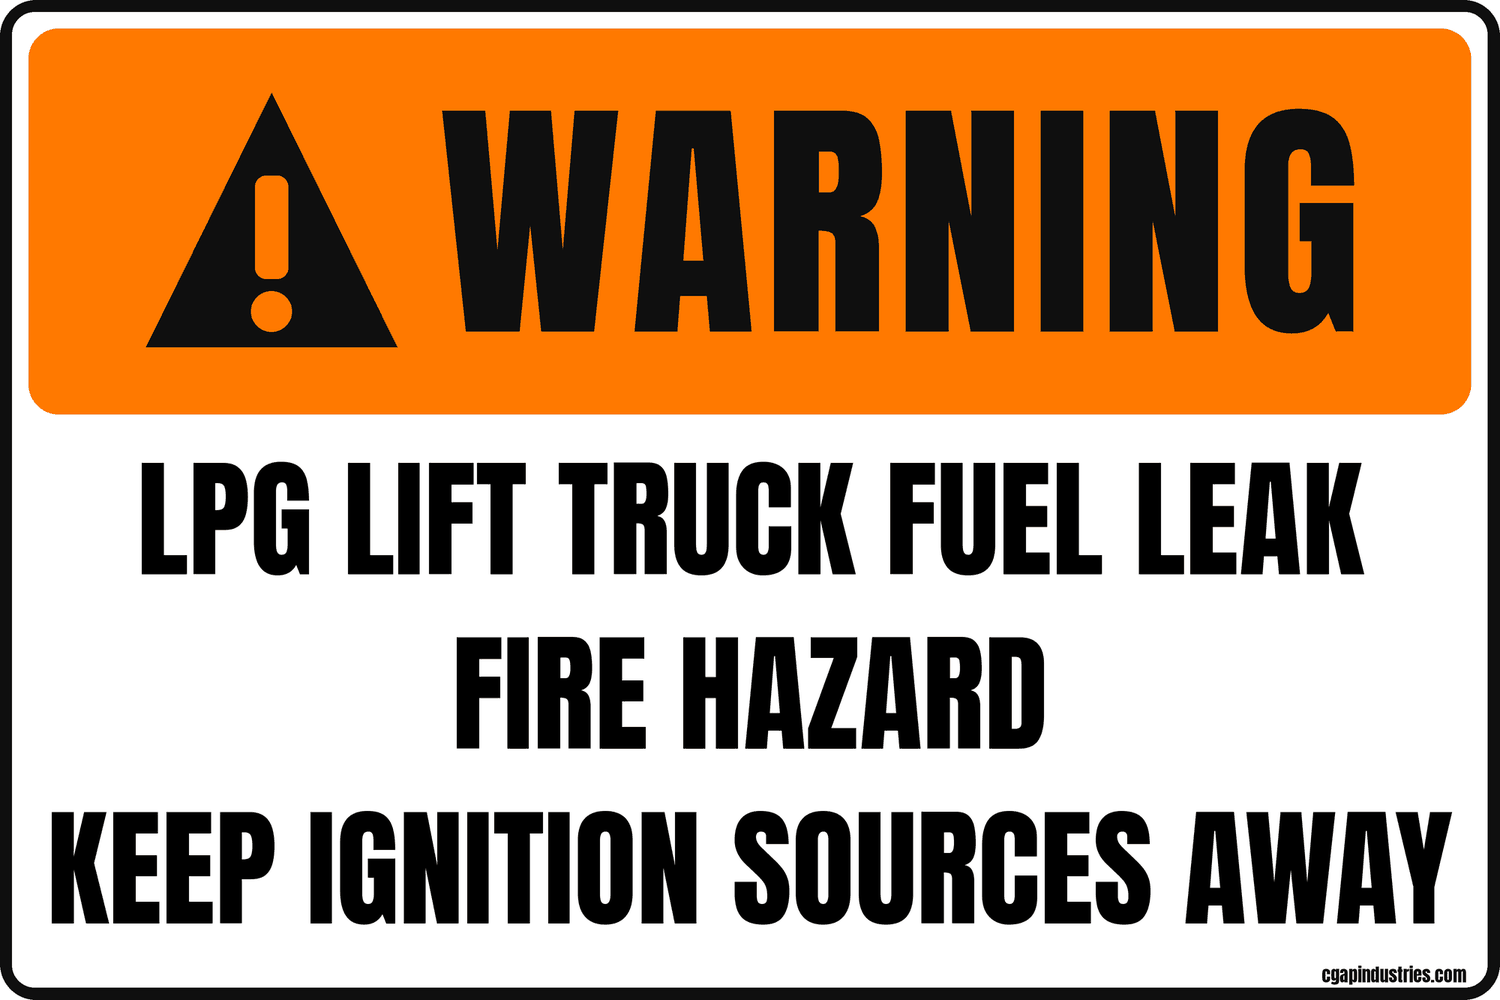 WARNING
LPG LIFT TRUCK FUEL LEAK
FIRE HAZARD
KEEP IGNITION SOURCES AWAY
cgapindustries.com